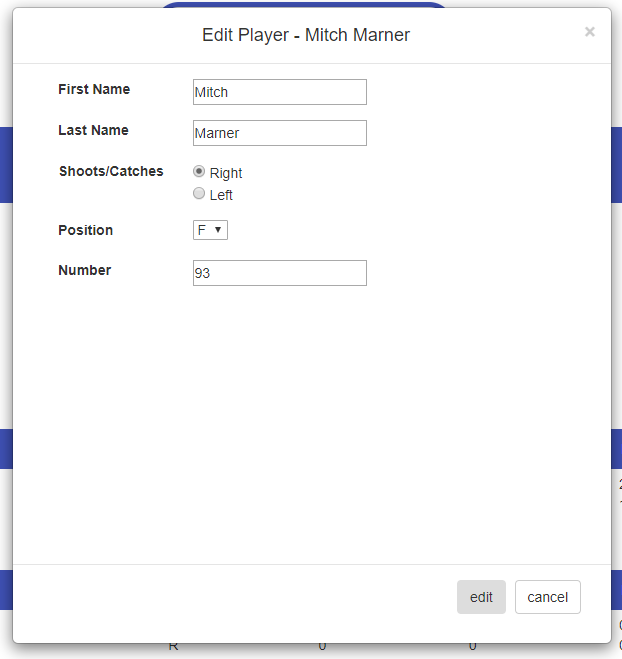 Edit Player - Mitch Marner
×
First Name Mitch
Last Name Marner
Shoots/Catches Right
Left
Position F ▼
Number 93
edit cancel
R 0 0